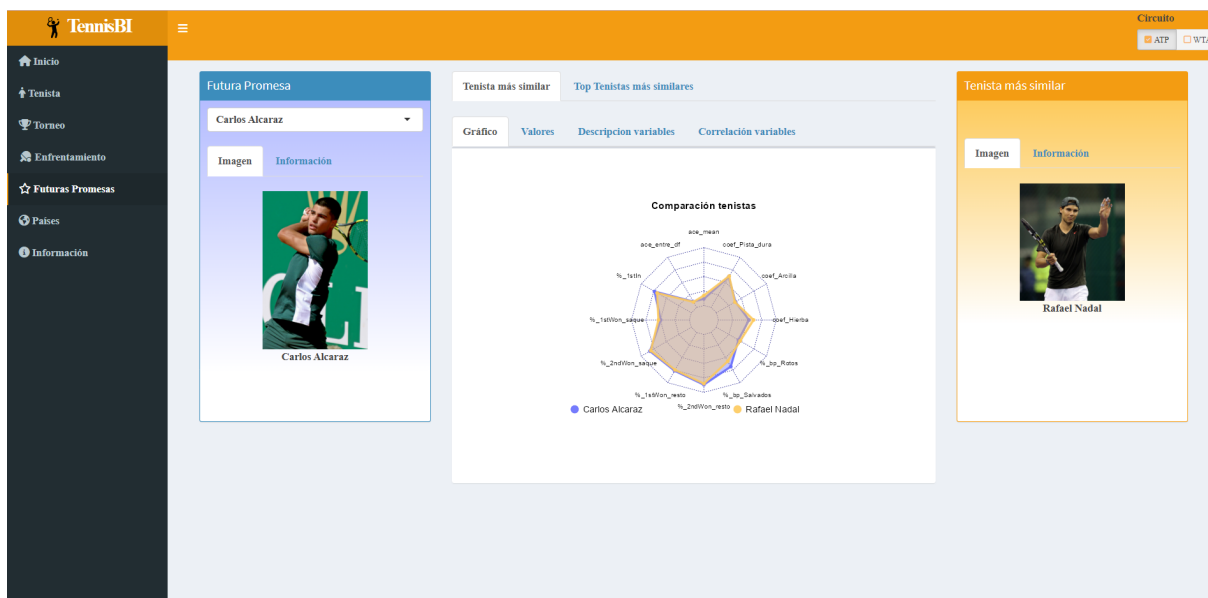 TennisBI
Circuito
ATP WTA
Inicio
Tenista
Torneo
Enfrentamiento
Futuras Promesas
Países
Información
Futura Promesa
Carlos Alcaraz
Imagen Información
Carlos Alcaraz
Tenista más similar Top Tenistas más similares
Gráfico Valores Descripcion variables Correlación variables
Comparación tenistas
ace_mean
ace_entre_df coef_Pista_dura
%_1stIn coef_Arcilla
%_1stWon_saque coef_Hierba
%_2ndWon_saque %_bp_Rotos
%_1stWon_resto %_bp_Salvados
%_2ndWon_resto
Carlos Alcaraz Rafael Nadal
Tenista más similar
Imagen Información
Rafael Nadal